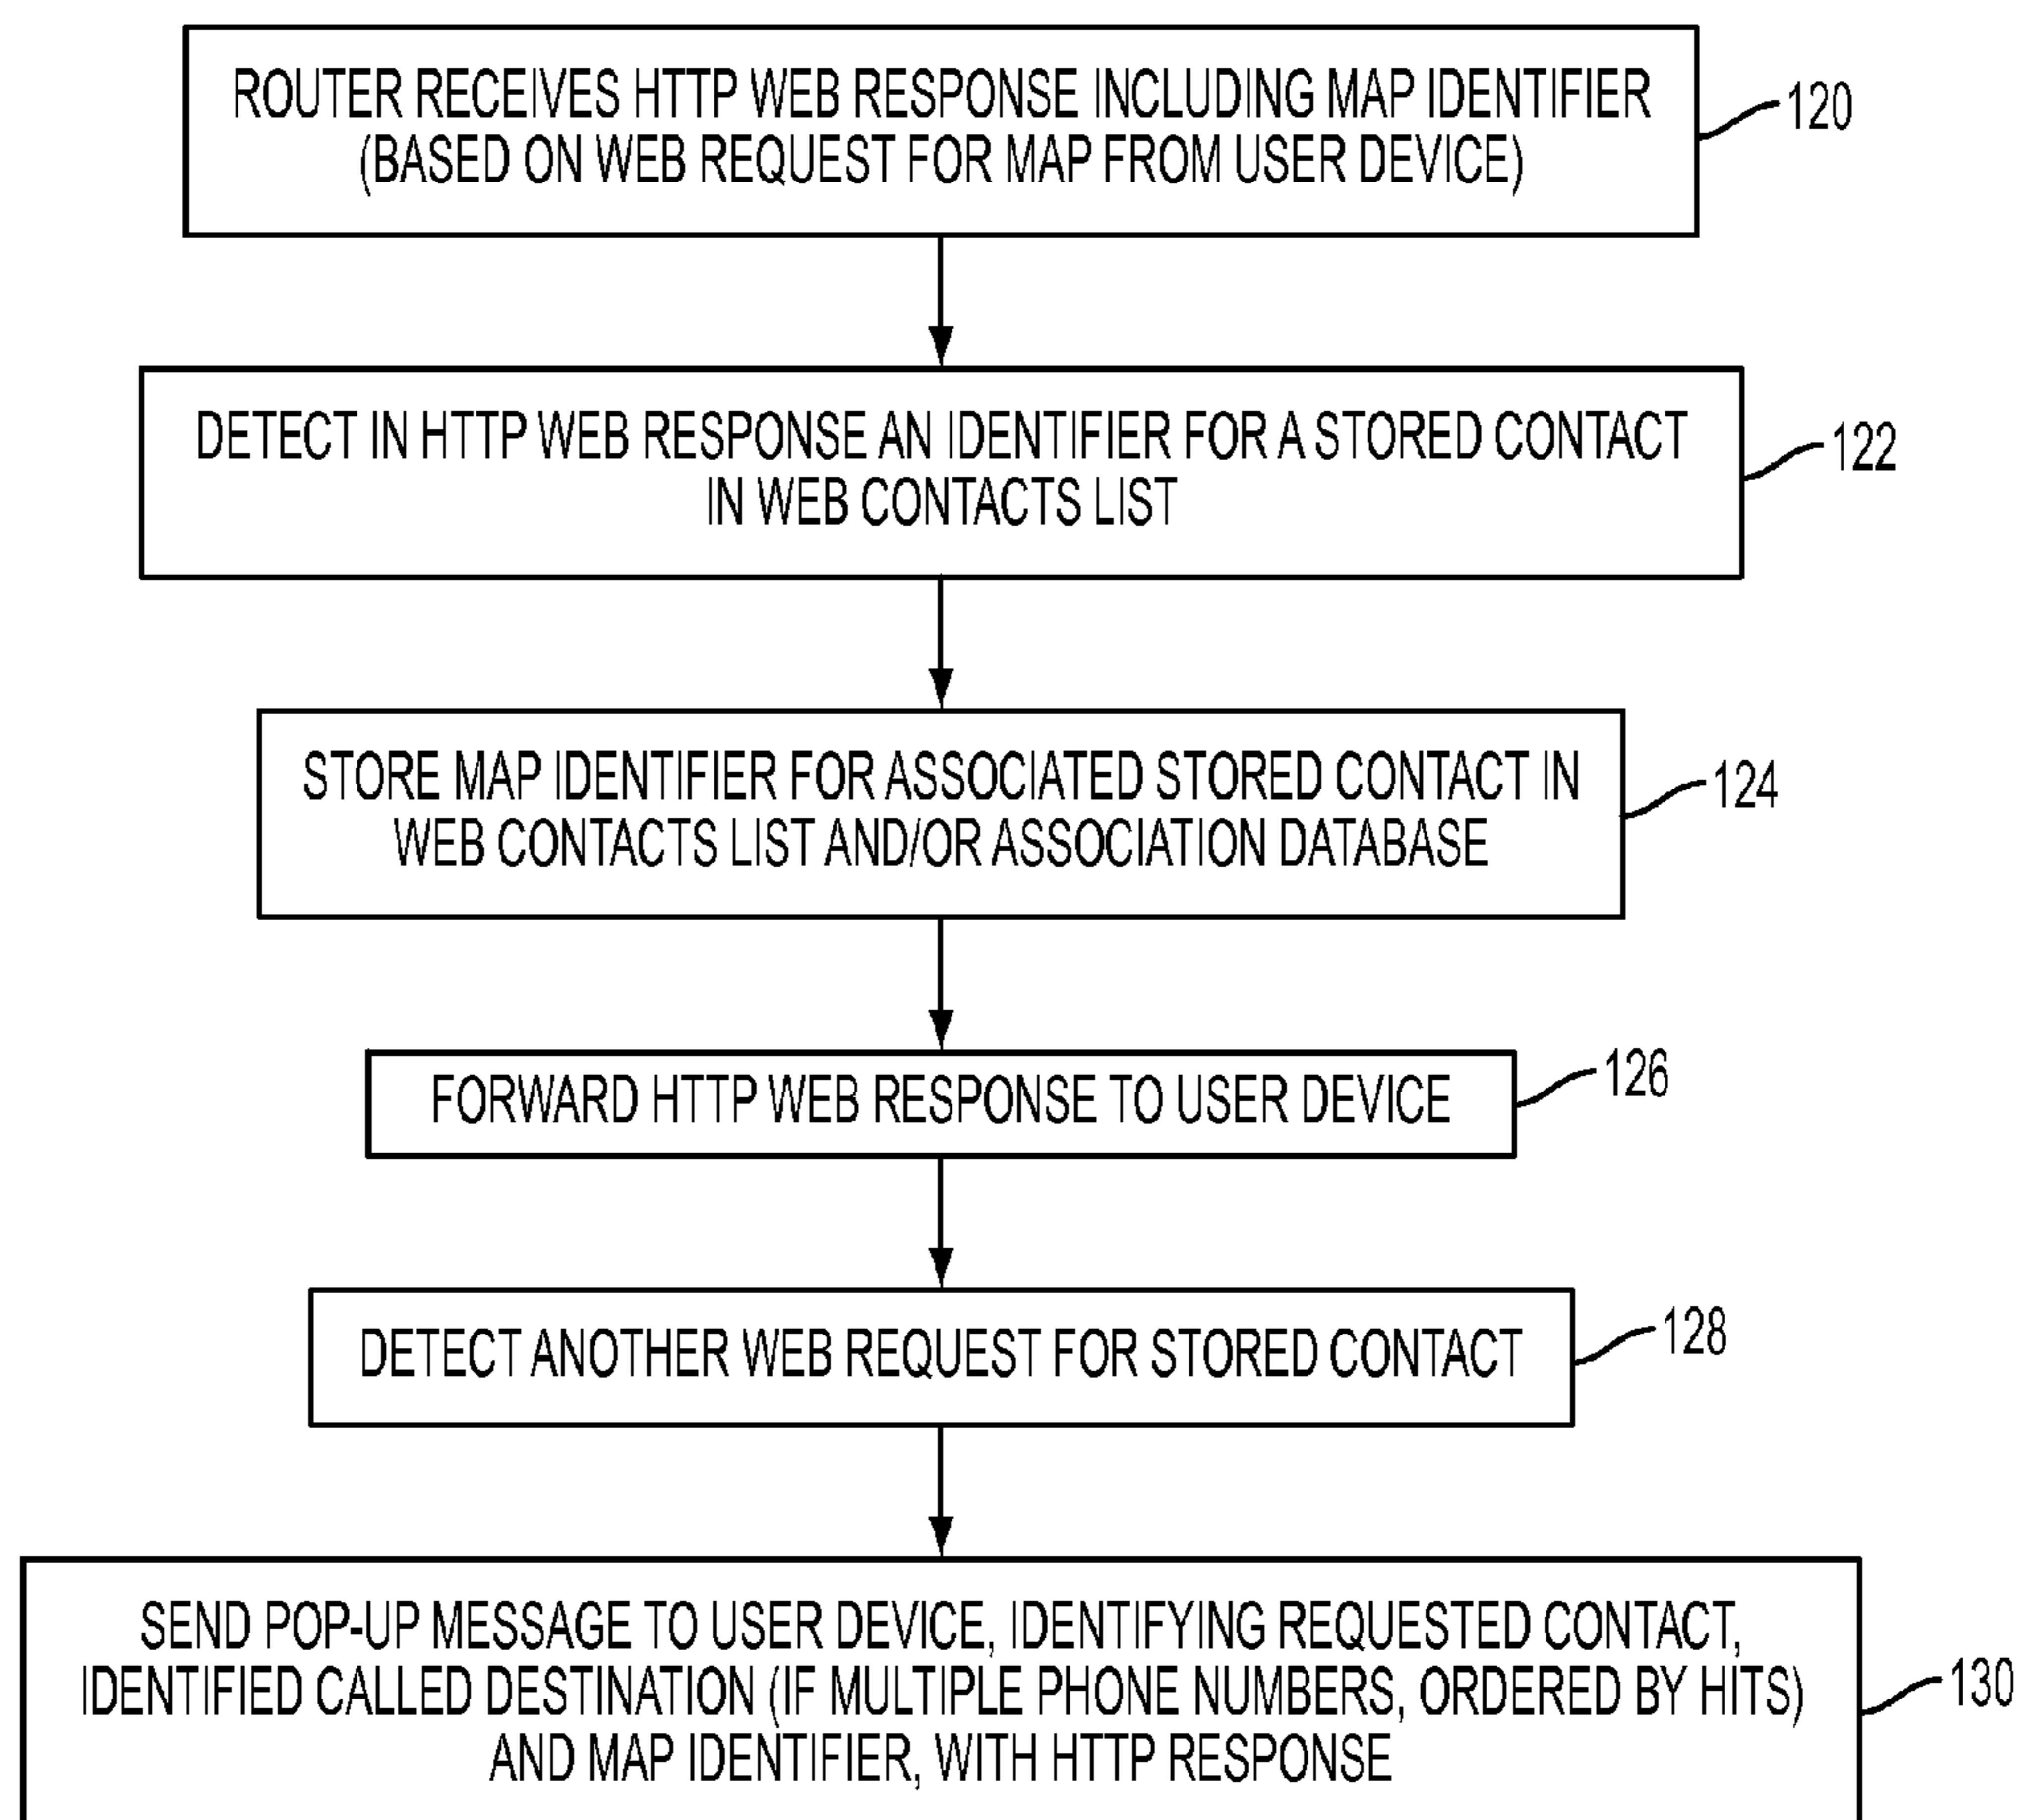 ROUTER RECEIVES HTTP WEB RESPONSE INCLUDING MAP IDENTIFIER
(BASED ON WEB REQUEST FOR MAP FROM USER DEVICE)
120
DETECT IN HTTP WEB RESPONSE AN IDENTIFIER FOR A STORED CONTACT
IN WEB CONTACTS LIST
122
STORE MAP IDENTIFIER FOR ASSOCIATED STORED CONTACT IN
WEB CONTACTS LIST AND/OR ASSOCIATION DATABASE
124
FORWARD HTTP WEB RESPONSE TO USER DEVICE
126
DETECT ANOTHER WEB REQUEST FOR STORED CONTACT
128
SEND POP-UP MESSAGE TO USER DEVICE, IDENTIFYING REQUESTED CONTACT,
IDENTIFIED CALLED DESTINATION (IF MULTIPLE PHONE NUMBERS, ORDERED BY HITS)
AND MAP IDENTIFIER, WITH HTTP RESPONSE
130